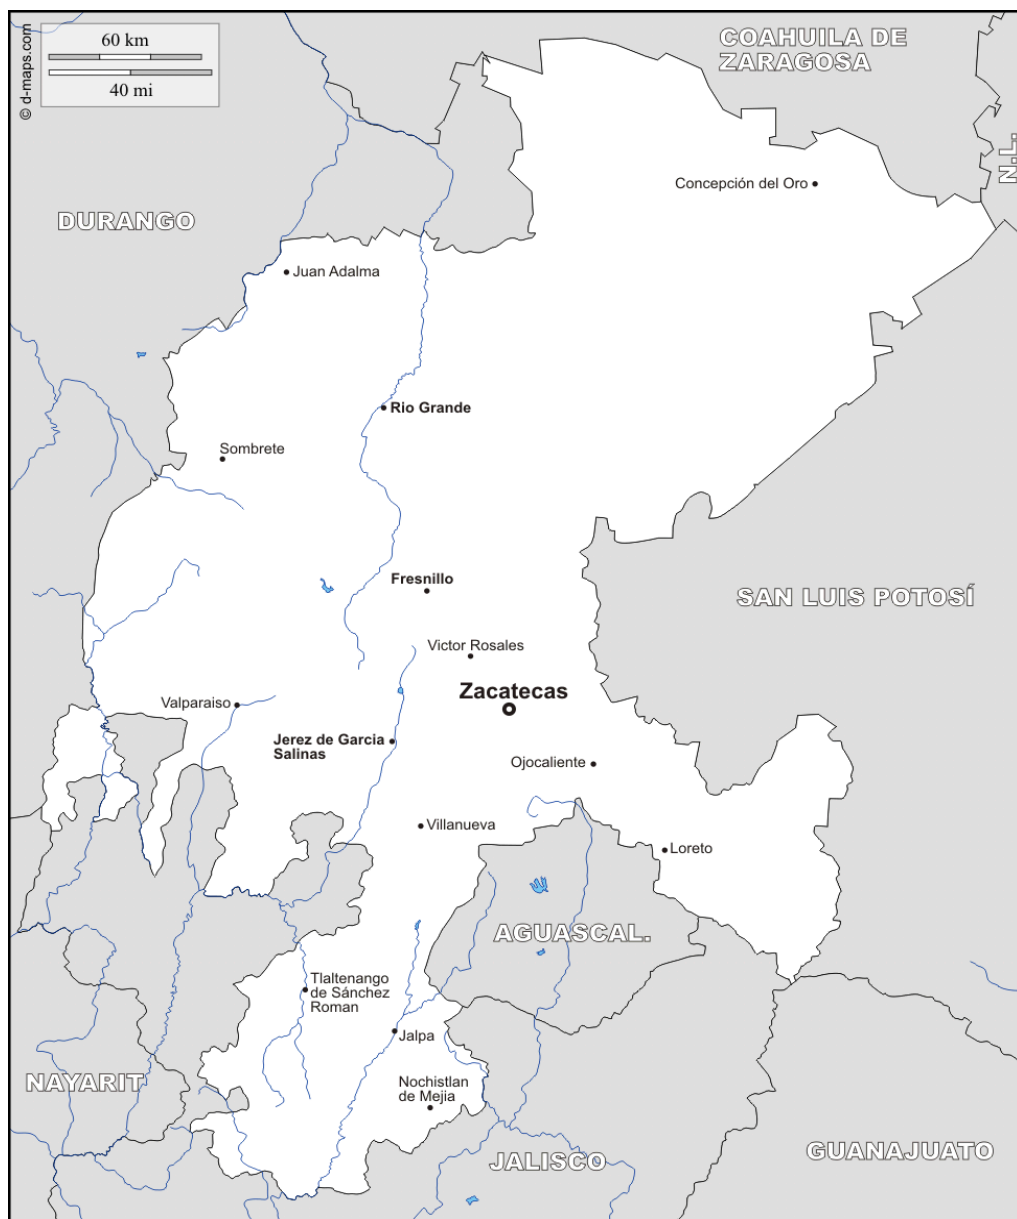 © d-maps.com
60 km
40 mi
COAHUILA DE
ZARAGOSA
N.L.
Concepción del Oro
DURANGO
Juan Adalma
Rio Grande
Sombrete
Fresnillo
SAN LUIS POTOSÍ
Victor Rosales
Zacatecas
Valparaiso
Jerez de Garcia
Salinas
Ojocaliente
Villanueva
Loreto
AGUASCAL.
Tlaltenango
de Sánchez
Roman
Jalpa
NAYARIT
Nochistlan
de Mejia
JALISCO
GUANAJUATO